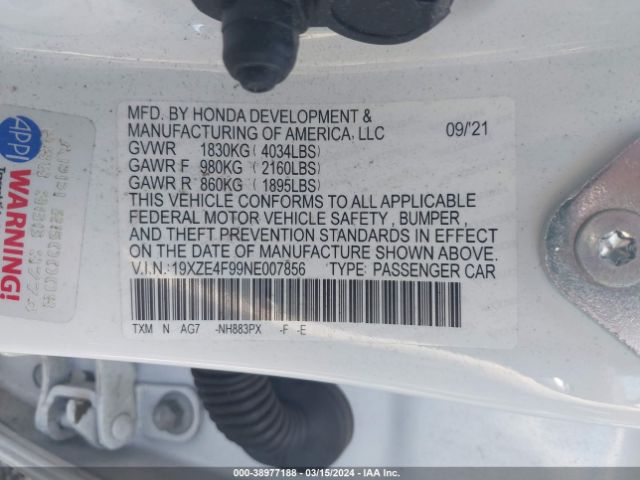 MFD. BY HONDA DEVELOPMENT &
MANUFACTURING OF AMERICA, LLC 09/'21
GVWR 1830KG ( 4034LBS)
GAWR F 980KG ( 2160LBS)
GAWR R 860KG ( 1895LBS)
THIS VEHICLE CONFORMS TO ALL APPLICABLE
FEDERAL MOTOR VEHICLE SAFETY , BUMPER,
AND THEFT PREVENTION STANDARDS IN EFFECT
ON THE DATE OF MANUFACTURE SHOWN ABOVE.
V.I.N.:19XZE4F99NE007856 TYPE: PASSENGER CAR
TXM N AG7 -NH883PX -F -E
APPI
WARNING!
000-38977188 - 03/15/2024 - IAA Inc.